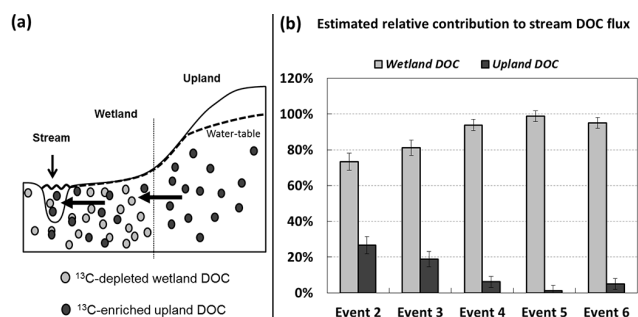 (a)
Upland
Wetland
Stream
Water-table
¹³C-depleted wetland DOC
¹³C-enriched upland DOC
(b) Estimated relative contribution to stream DOC flux
Wetland DOC Upland DOC
120%
100%
80%
60%
40%
20%
0%
Event 2 Event 3 Event 4 Event 5 Event 6